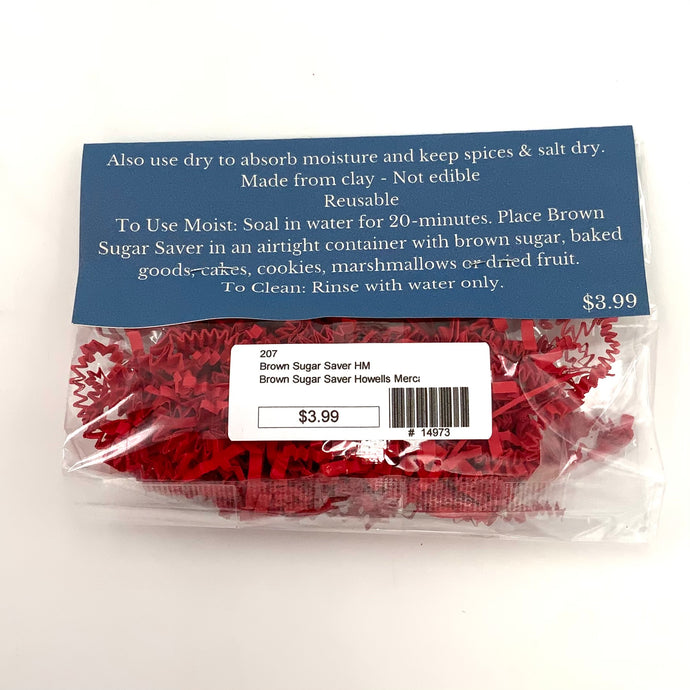 Also use dry to absorb moisture and keep spices & salt dry.
Made from clay - Not edible
Reusable
To Use Moist: Soal in water for 20-minutes. Place Brown
Sugar Saver in an airtight container with brown sugar, baked
goods, cakes, cookies, marshmallows or dried fruit.
To Clean: Rinse with water only.
$3.99
207
Brown Sugar Saver HM
Brown Sugar Saver Howells Merca
$3.99
# 14973